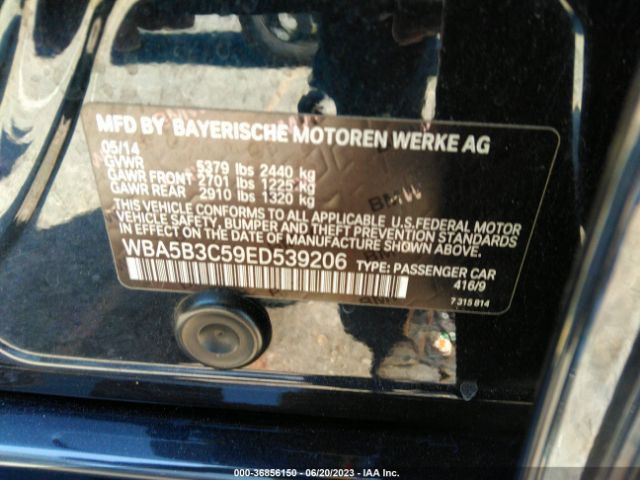 MFD BY BAYERISCHE MOTOREN WERKE AG
05/14
GVWR 5379 lbs 2440 kg
GAWR FRONT 2701 lbs 1225 kg
GAWR REAR 2910 lbs 1320 kg
THIS VEHICLE CONFORMS TO ALL APPLICABLE U.S.FEDERAL MOTOR
VEHICLE SAFETY, BUMPER AND THEFT PREVENTION STANDARDS
IN EFFECT ON THE DATE OF MANUFACTURE SHOWN ABOVE.
WBA5B3C59ED539206 TYPE: PASSENGER CAR
416/9
7 315 814
000-36856150 - 06/20/2023 - IAA Inc.